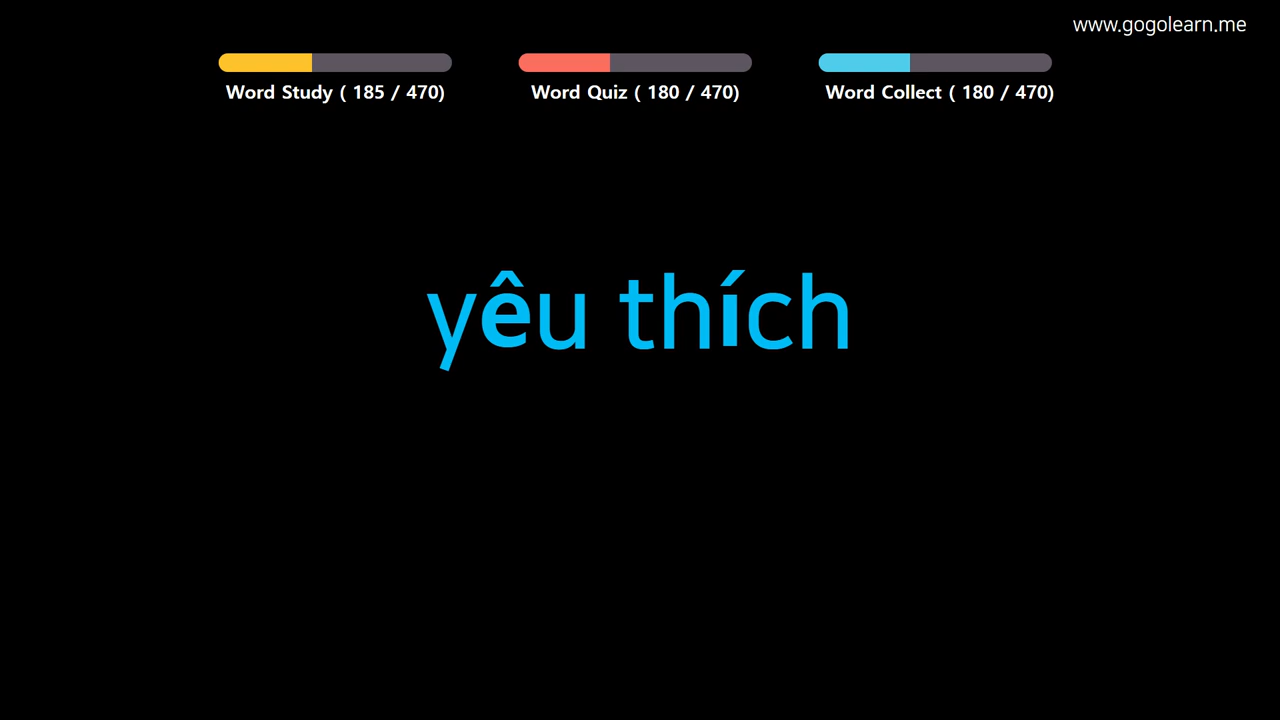 www.gogolearn.me
Word Study ( 185 / 470)
Word Quiz ( 180 / 470)
Word Collect ( 180 / 470)
yêu thích